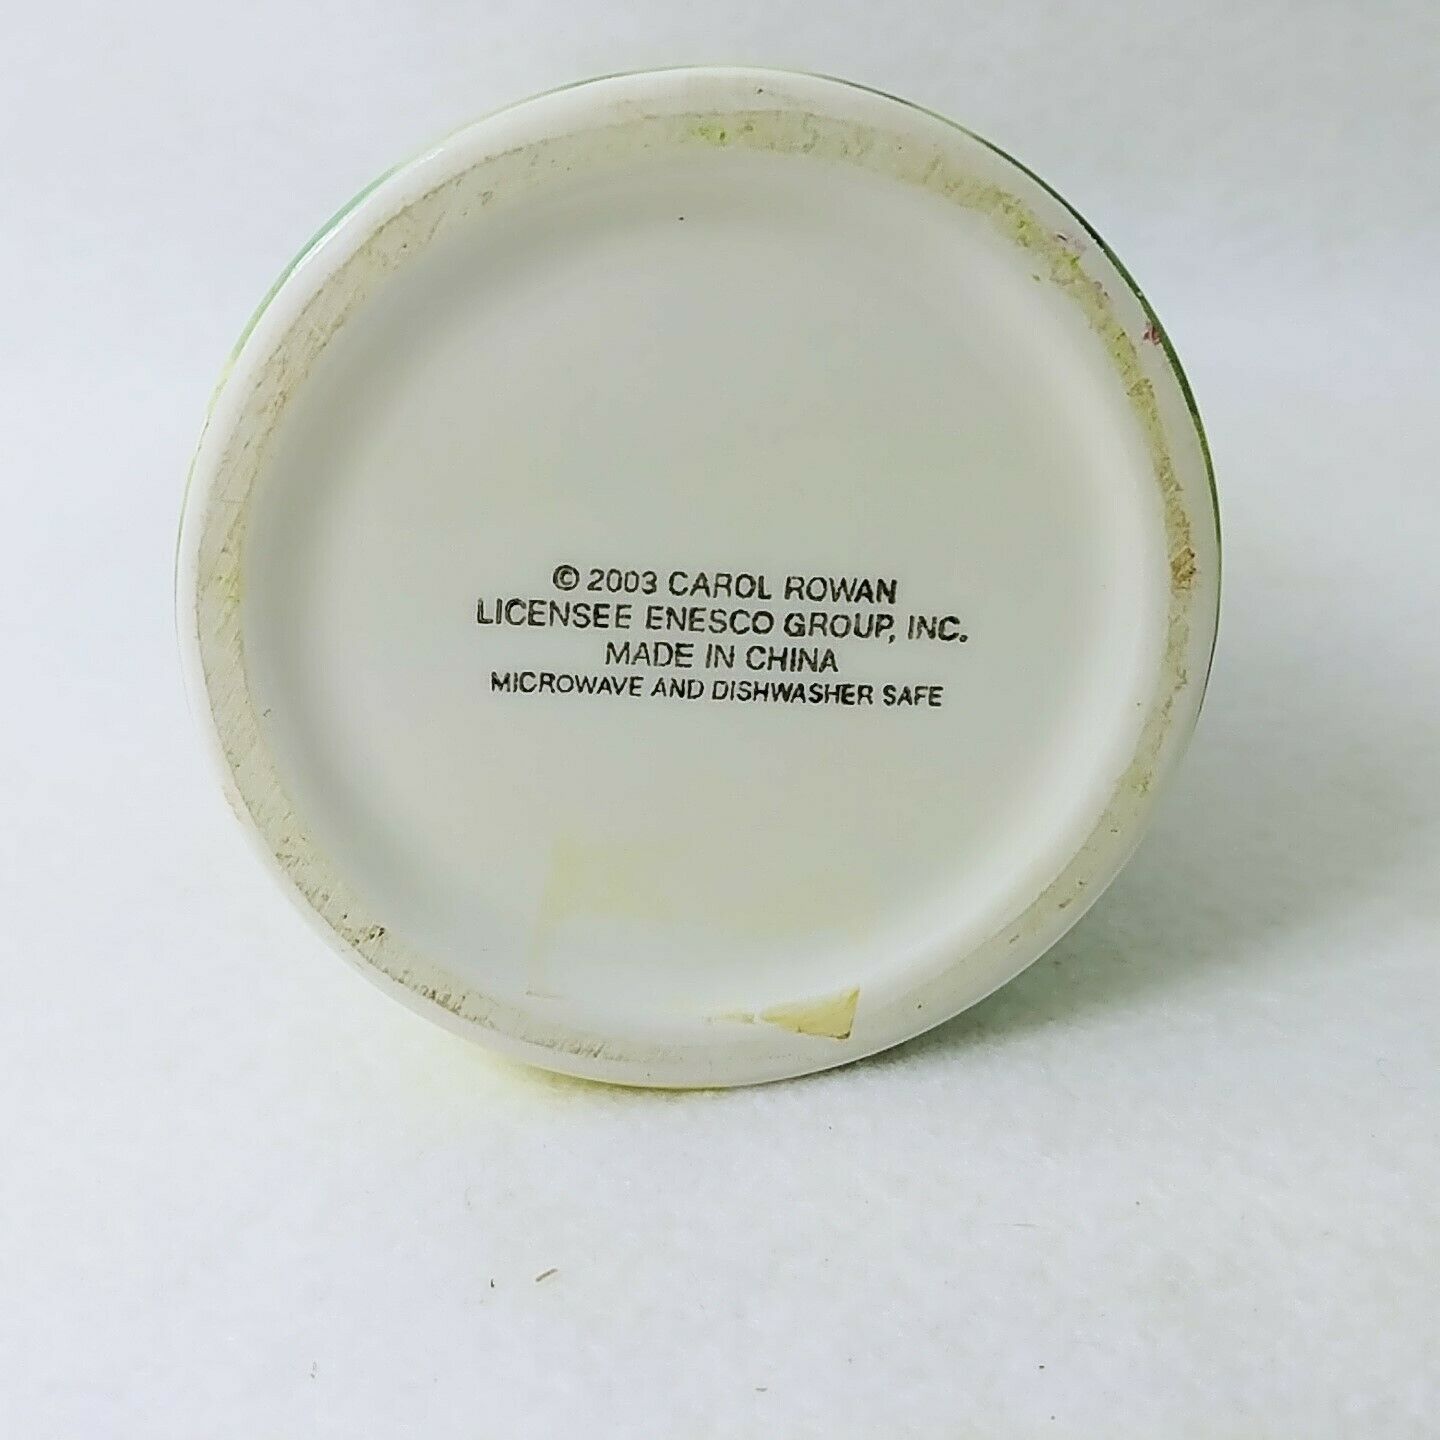 © 2003 CAROL ROWAN
LICENSEE ENESCO GROUP, INC.
MADE IN CHINA
MICROWAVE AND DISHWASHER SAFE